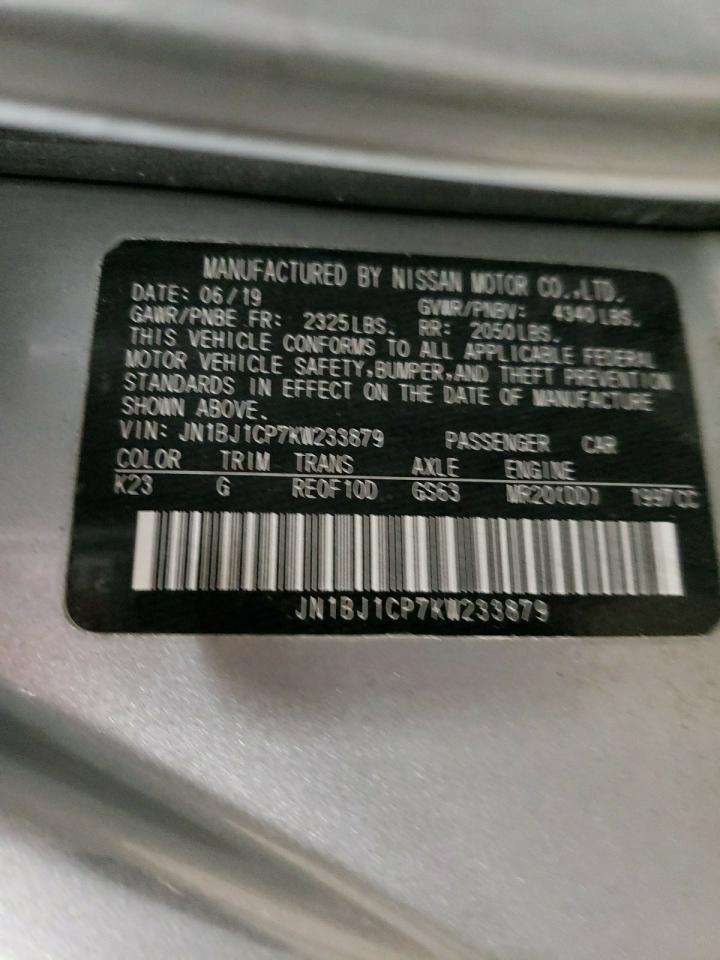 MANUFACTURED BY NISSAN MOTOR CO.,LTD.
DATE: 06/19 GVWR/PNBV: 4340LBS.
GAWR/PNBE FR: 2325LBS. RR: 2050LBS.
THIS VEHICLE CONFORMS TO ALL APPLICABLE FEDERAL
MOTOR VEHICLE SAFETY,BUMPER,AND THEFT PREVENTION
STANDARDS IN EFFECT ON THE DATE OF MANUFACTURE
SHOWN ABOVE.
VIN: JN1BJ1CP7KW233879 PASSENGER CAR
COLOR TRIM TRANS AXLE ENGINE
K23 G RE0F10D GS63 MR20(DD) 1997CC
JN1BJ1CP7KW233879